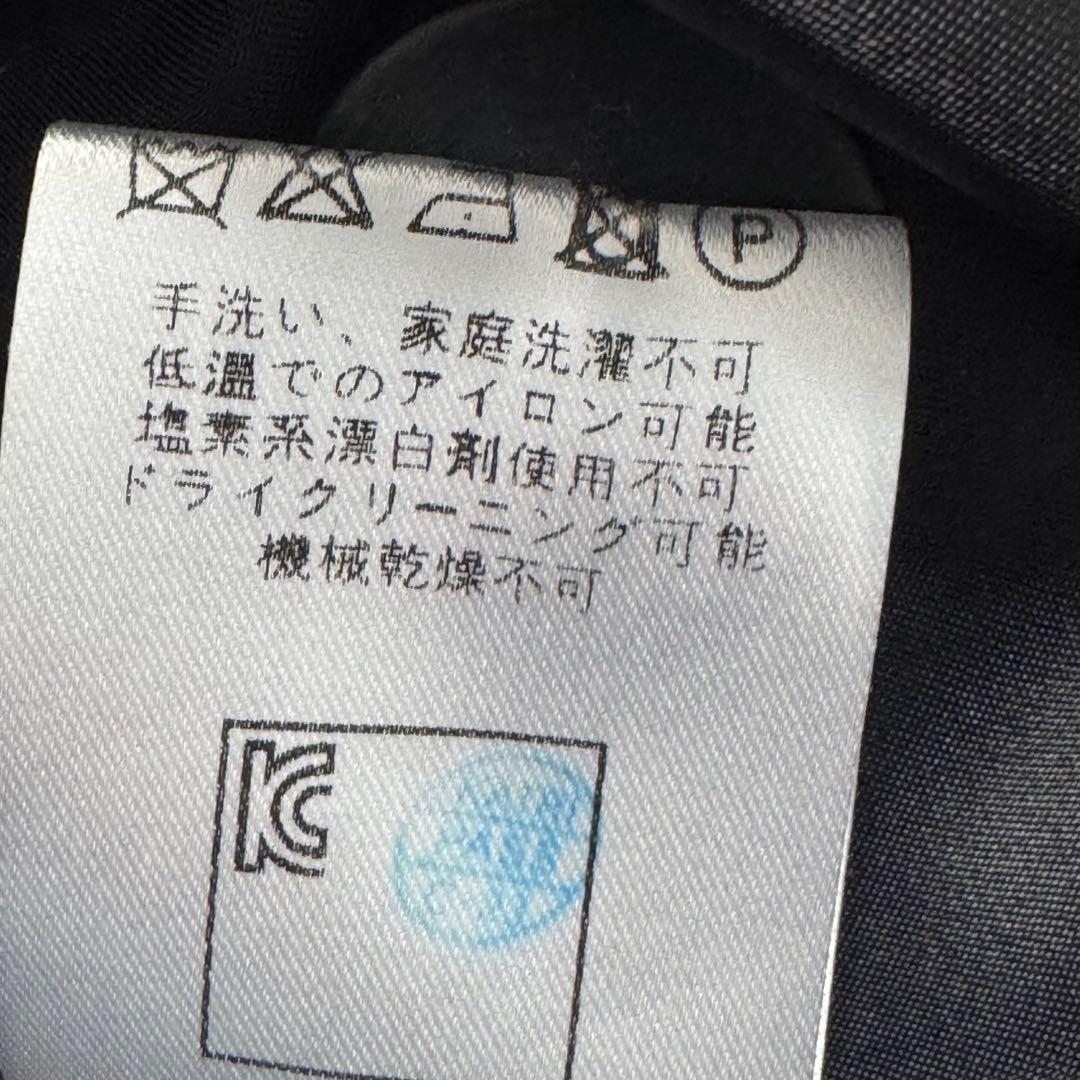 P
手洗い、家庭洗濯不可
低温でのアイロン可能
塩素系漂白剤使用不可
ドライクリーニング可能
機械乾燥不可
KC